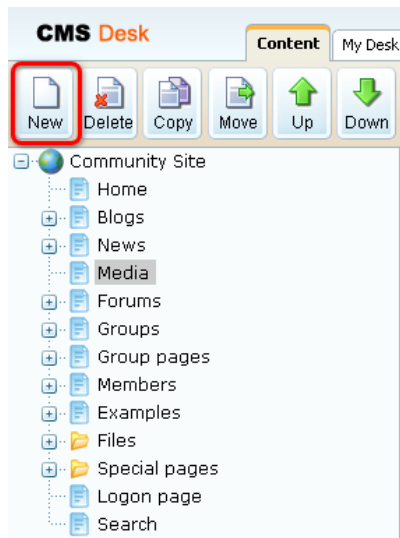 CMS Desk
Content My Desk
New Delete Copy Move Up Down
Community Site
Home
Blogs
News
Media
Forums
Groups
Group pages
Members
Examples
Files
Special pages
Logon page
Search